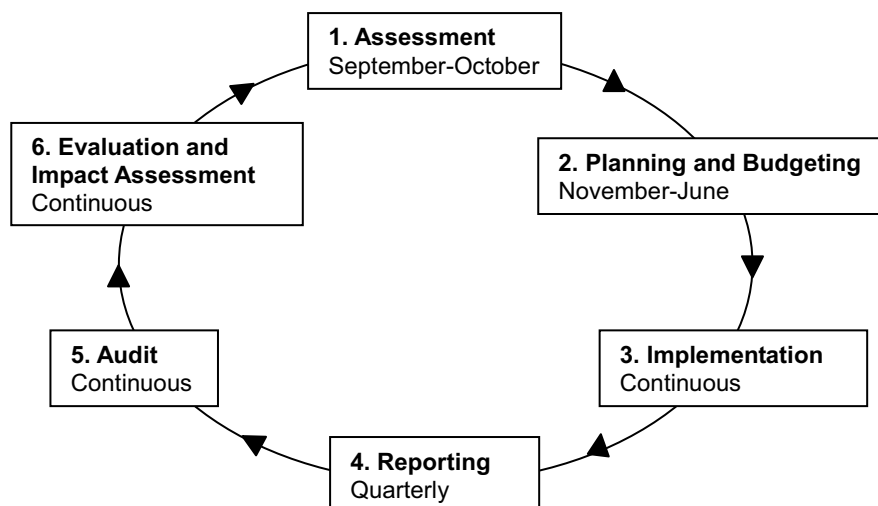 1. Assessment
September-October
2. Planning and Budgeting
November-June
3. Implementation
Continuous
4. Reporting
Quarterly
5. Audit
Continuous
6. Evaluation and
Impact Assessment
Continuous